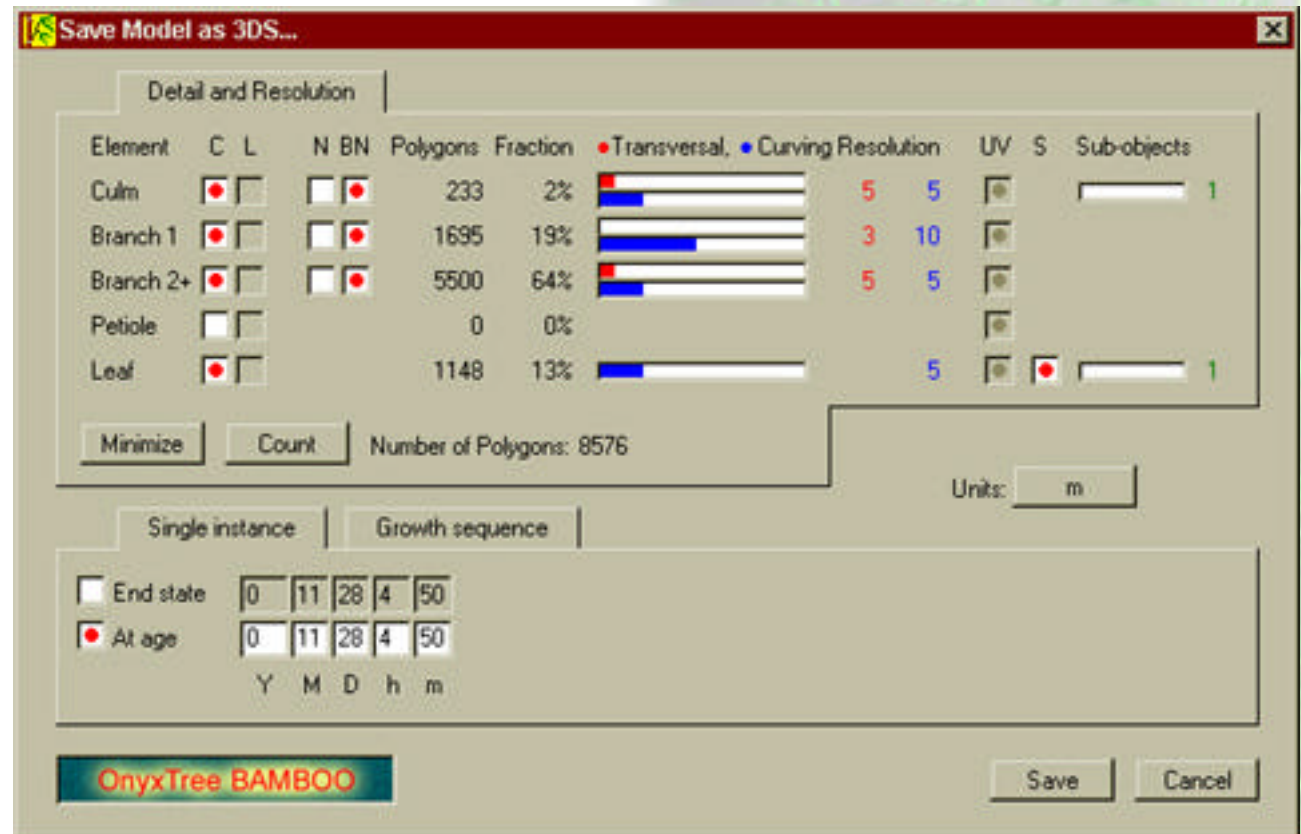 Save Model as 3DS...
Detail and Resolution
Element C L N BN Polygons Fraction Transversal, Curving Resolution UV S Sub-objects
Culm 233 2% 5 5 1
Branch 1 1695 19% 3 10
Branch 2+ 5500 64% 5 5
Petiole 0 0%
Leaf 1148 13% 5 1
Minimize Count Number of Polygons: 8576
Units: m
Single instance Growth sequence
End state 0 11 28 4 50
At age 0 11 28 4 50
Y M D h m
OnyxTree BAMBOO Save Cancel